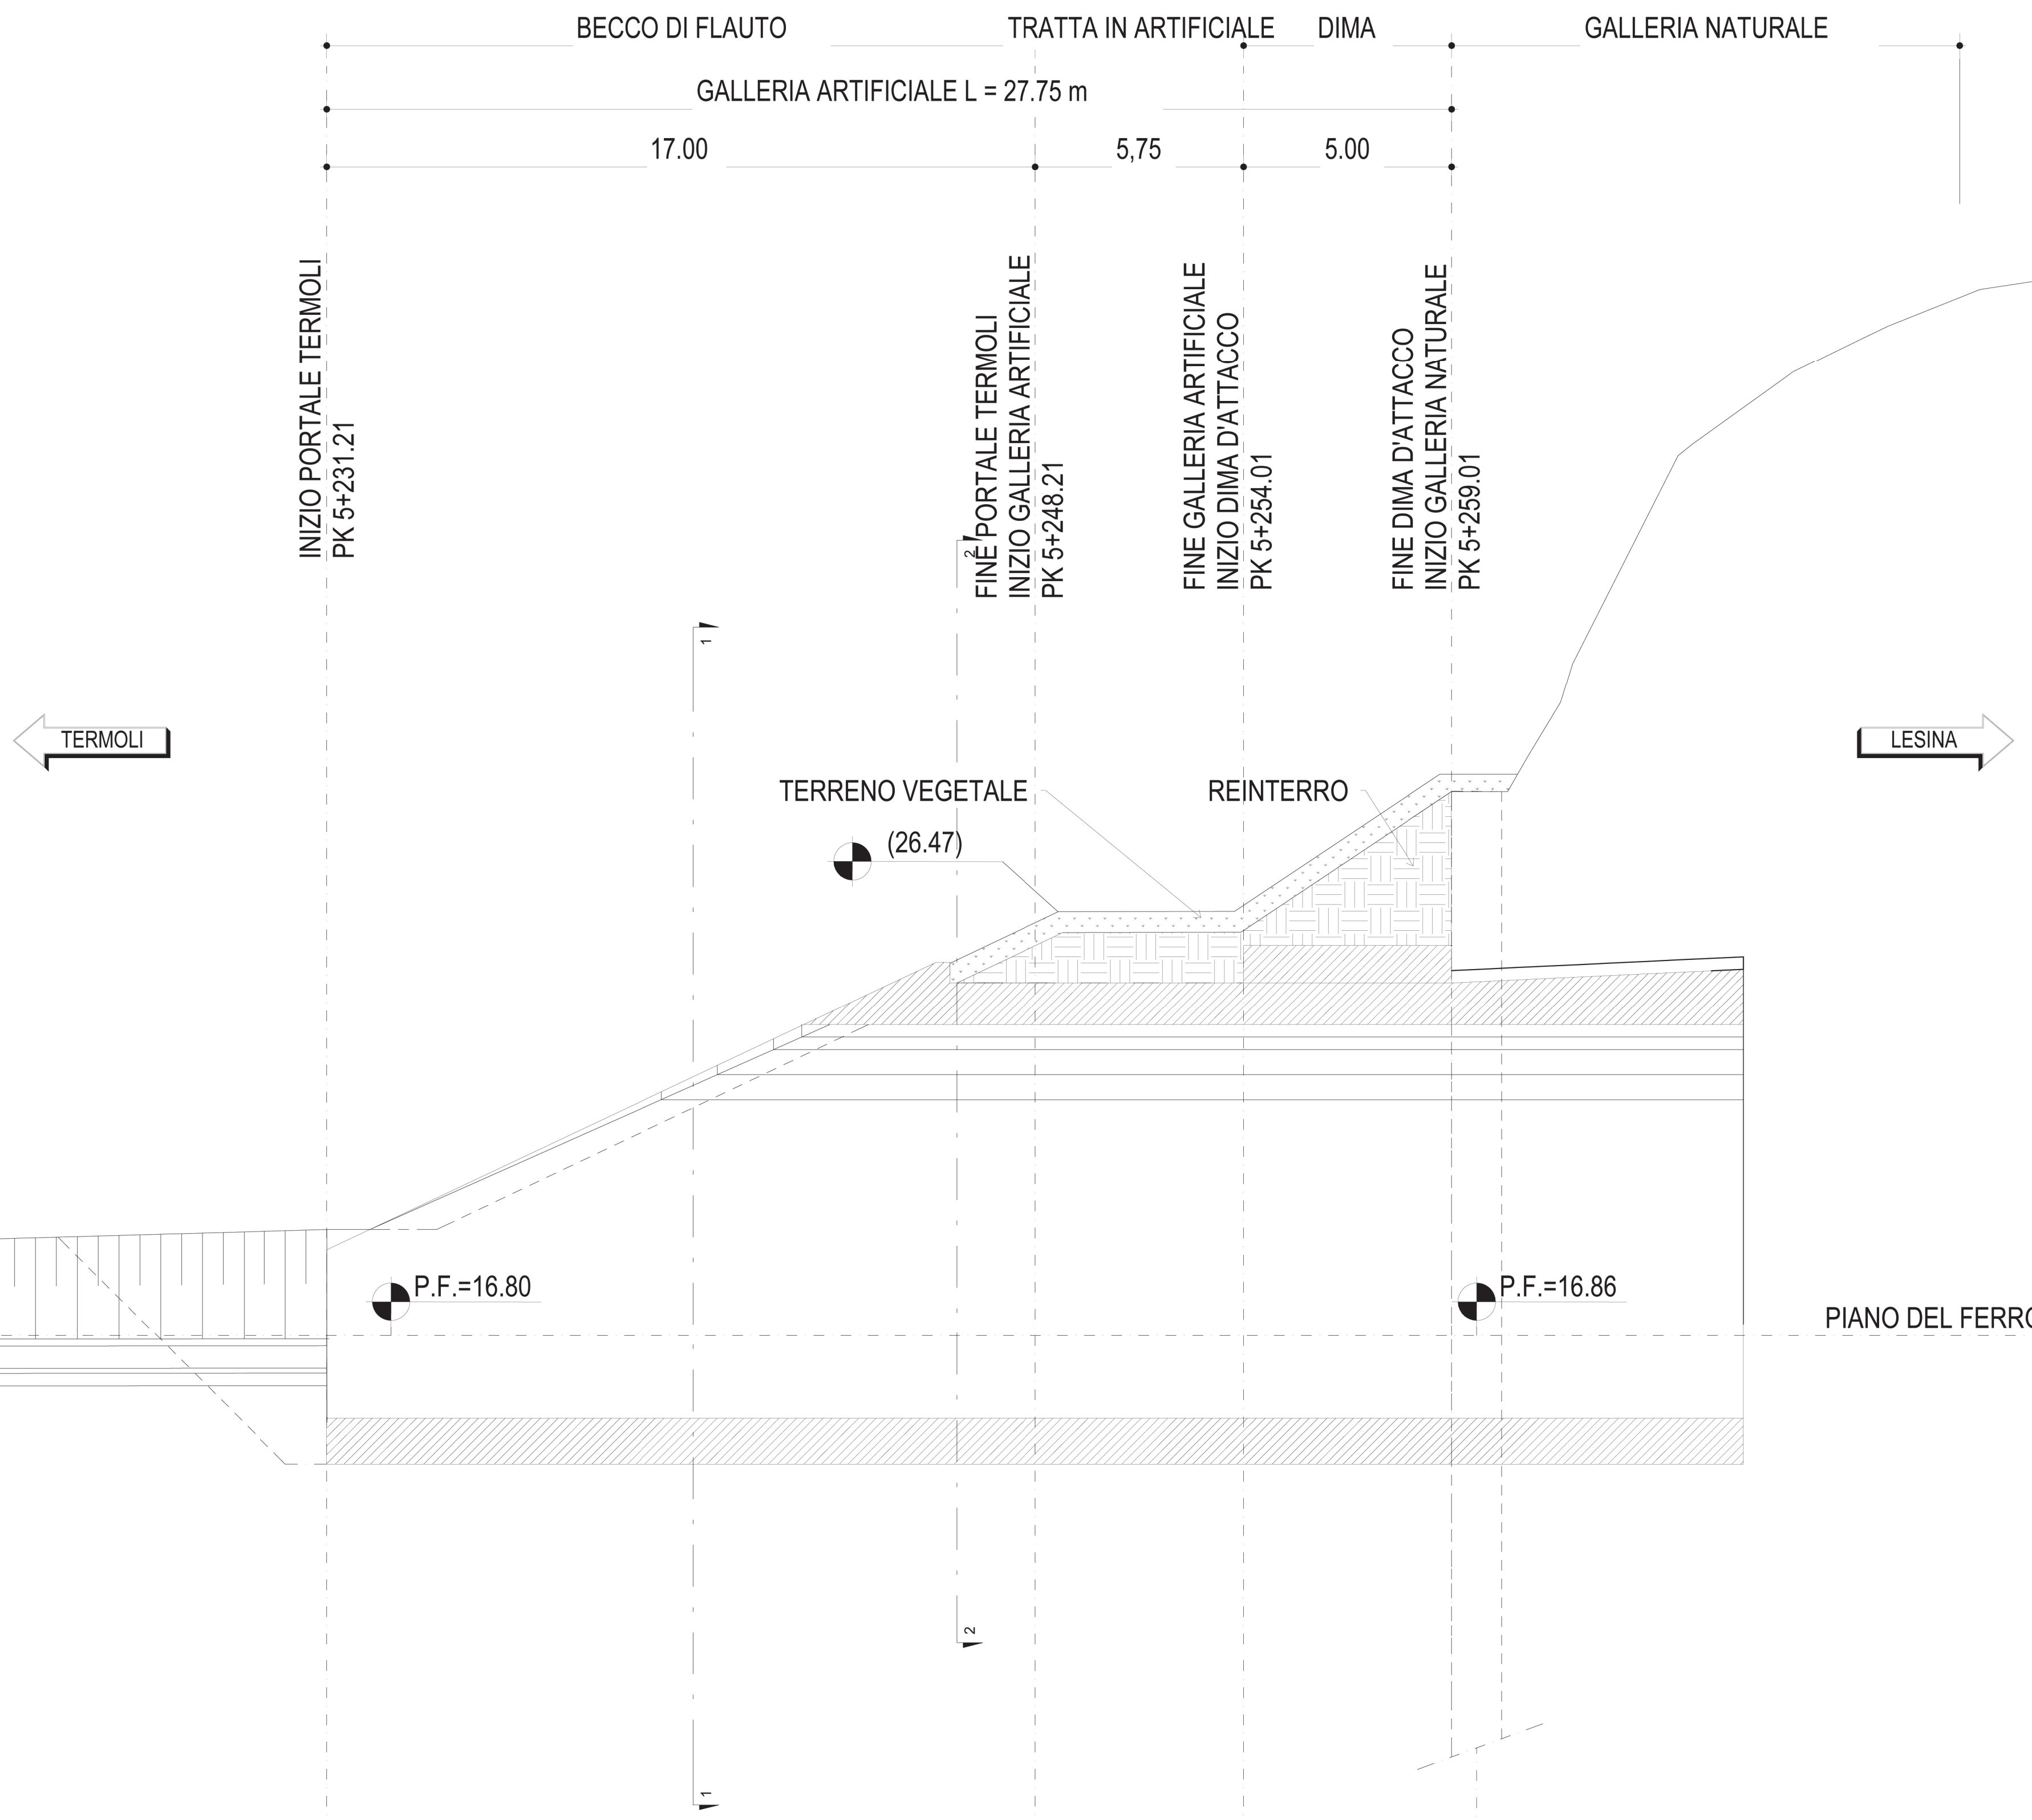 BECCO DI FLAUTO
TRATTA IN ARTIFICIALE
DIMA
GALLERIA NATURALE
GALLERIA ARTIFICIALE L = 27.75 m
17.00
5,75
5.00
INIZIO PORTALE TERMOLI
PK 5+231.21
FINE PORTALE TERMOLI
INIZIO GALLERIA ARTIFICIALE
PK 5+248.21
FINE GALLERIA ARTIFICIALE
INIZIO DIMA D'ATTACCO
PK 5+254.01
FINE DIMA D'ATTACCO
INIZIO GALLERIA NATURALE
PK 5+259.01
2
1
TERMOLI
LESINA
TERRENO VEGETALE
REINTERRO
(26.47)
P.F.=16.80
P.F.=16.86
PIANO DEL FERRO
2
1